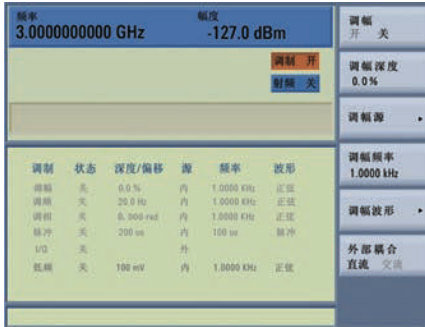 频率
幅度
3.0000000000 GHz
-127.0 dBm
调制 开
射频 关
调制 状态 深度/偏移 源 频率 波形
调幅 关 0.0 % 内 1.0000 KHz 正弦
调频 关 20.0 Hz 内 1.0000 KHz 正弦
调相 关 0.000 rad 内 1.0000 KHz 正弦
脉冲 关 200 us 内 100 us 脉冲
I/Q 关 外
低频 关 100 mV 内 1.0000 KHz 正弦
调幅
开 关
调幅深度
0.0%
调幅源
调幅频率
1.0000 kHz
调幅波形
外部耦合
直流 交流